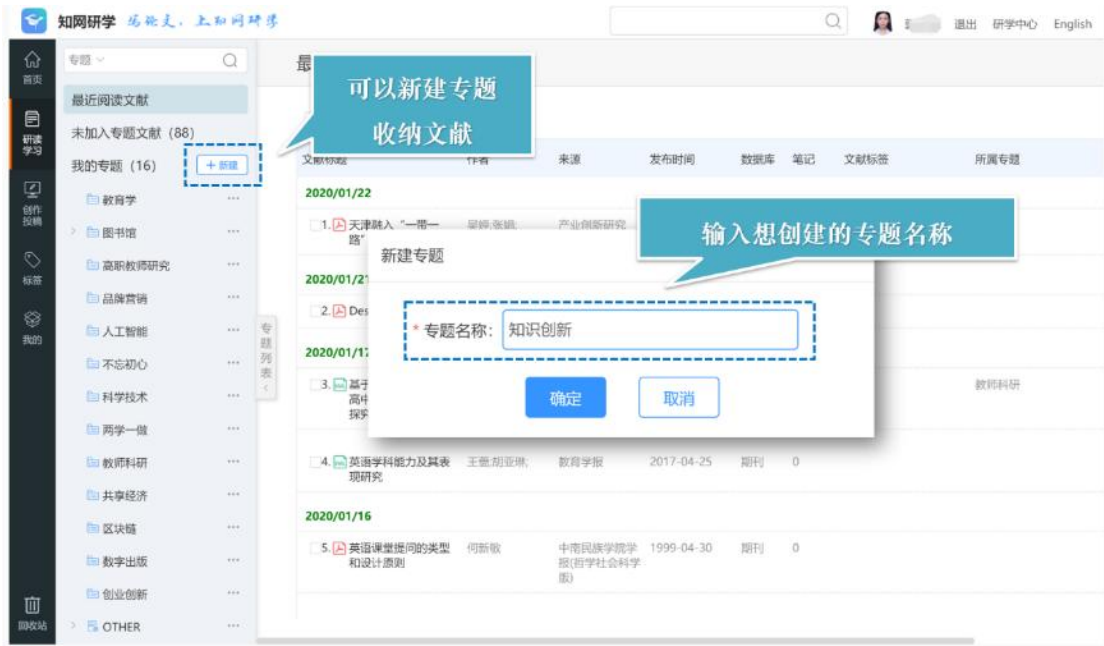 知网研学 写论文,上知网研学
退出 研学中心 English
首页
研读
学习
创作
投稿
标签
我的
回收站
专题
最近阅读文献
未加入专题文献 (88)
我的专题 (16)
+ 新建
教育学
图书馆
高职教师研究
品牌营销
人工智能
不忘初心
科学技术
两学一做
教师科研
共享经济
区块链
数字出版
创业创新
OTHER
专题列表
最
可以新建专题
收纳文献
文献标题 作者 来源 发布时间 数据库 笔记 文献标签 所属专题
2020/01/22
1. 天津融入“一带一
路”
产业创新研究
输入想创建的专题名称
新建专题
* 专题名称: 知识创新
确定 取消
2020/01/21
2. Des
2020/01/17
3. 基于
高中
探究
教师科研
4. 英语学科能力及其表
现研究
王蔷;胡亚琳; 教育学报 2017-04-25 期刊 0
2020/01/16
5. 英语课堂提问的类型
和设计原则
何新敏 中南民族学院学
报(哲学社会科学
版)
1999-04-30 期刊 0